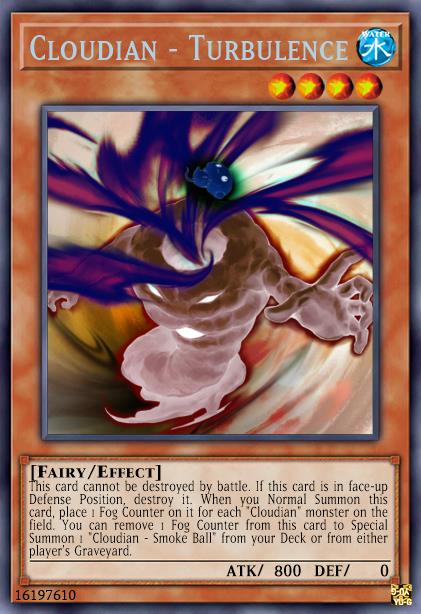 Cloudian - Turbulence
WATER
水
[Fairy/Effect]
This card cannot be destroyed by battle. If this card is in face-up
Defense Position, destroy it. When you Normal Summon this
card, place 1 Fog Counter on it for each "Cloudian" monster on
the field. You can remove 1 Fog Counter from this card to Special
Summon 1 "Cloudian - Smoke Ball" from your Deck or from either
player's Graveyard.
ATK/ 800 DEF/ 0
16197610